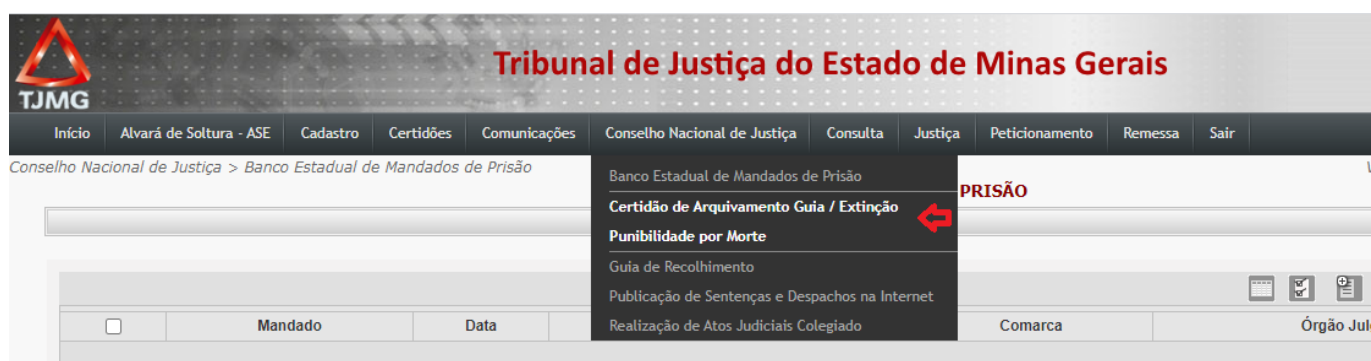 Tribunal de Justiça do Estado de Minas Gerais
TJMG
Início Alvará de Soltura - ASE Cadastro Certidões Comunicações Conselho Nacional de Justiça Consulta Justiça Peticionamento Remessa Sair
Conselho Nacional de Justiça > Banco Estadual de Mandados de Prisão
Banco Estadual de Mandados de Prisão
PRISÃO
Certidão de Arquivamento Guia / Extinção
Punibilidade por Morte
Guia de Recolhimento
Publicação de Sentenças e Despachos na Internet
Realização de Atos Judiciais Colegiado
Mandado Data Comarca Órgão